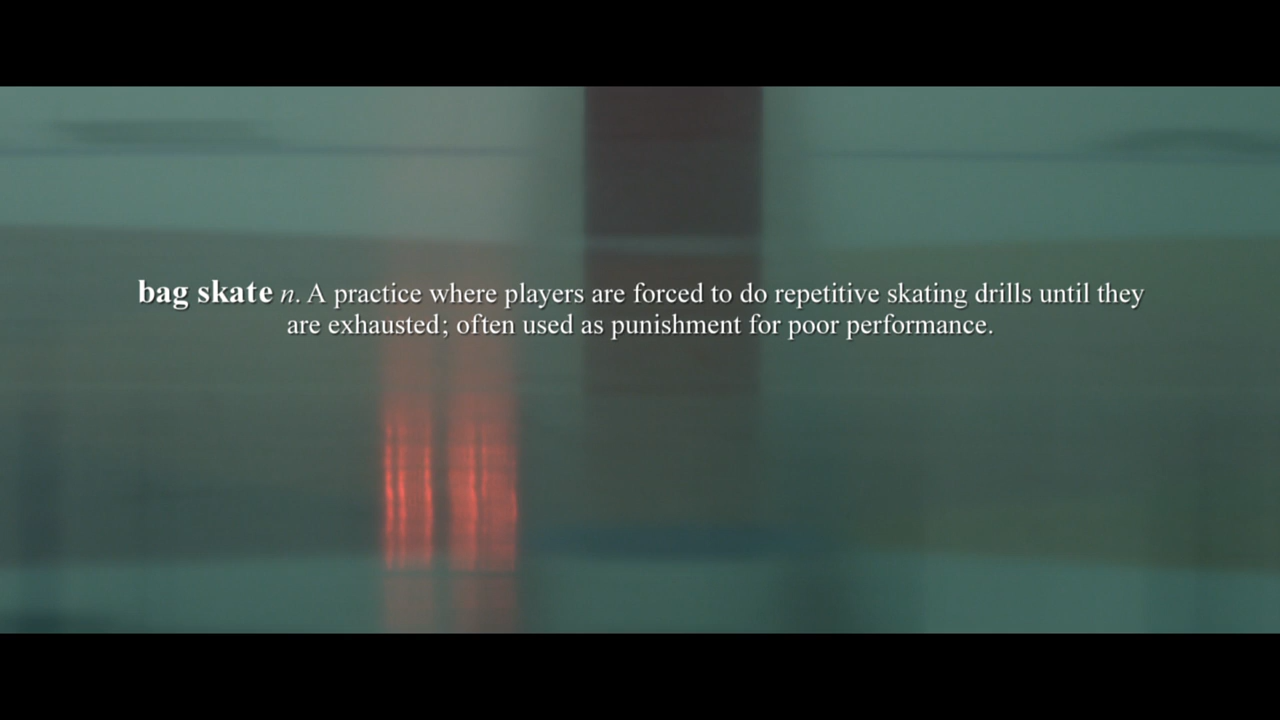 bag skate n. A practice where players are forced to do repetitive skating drills until they
are exhausted; often used as punishment for poor performance.